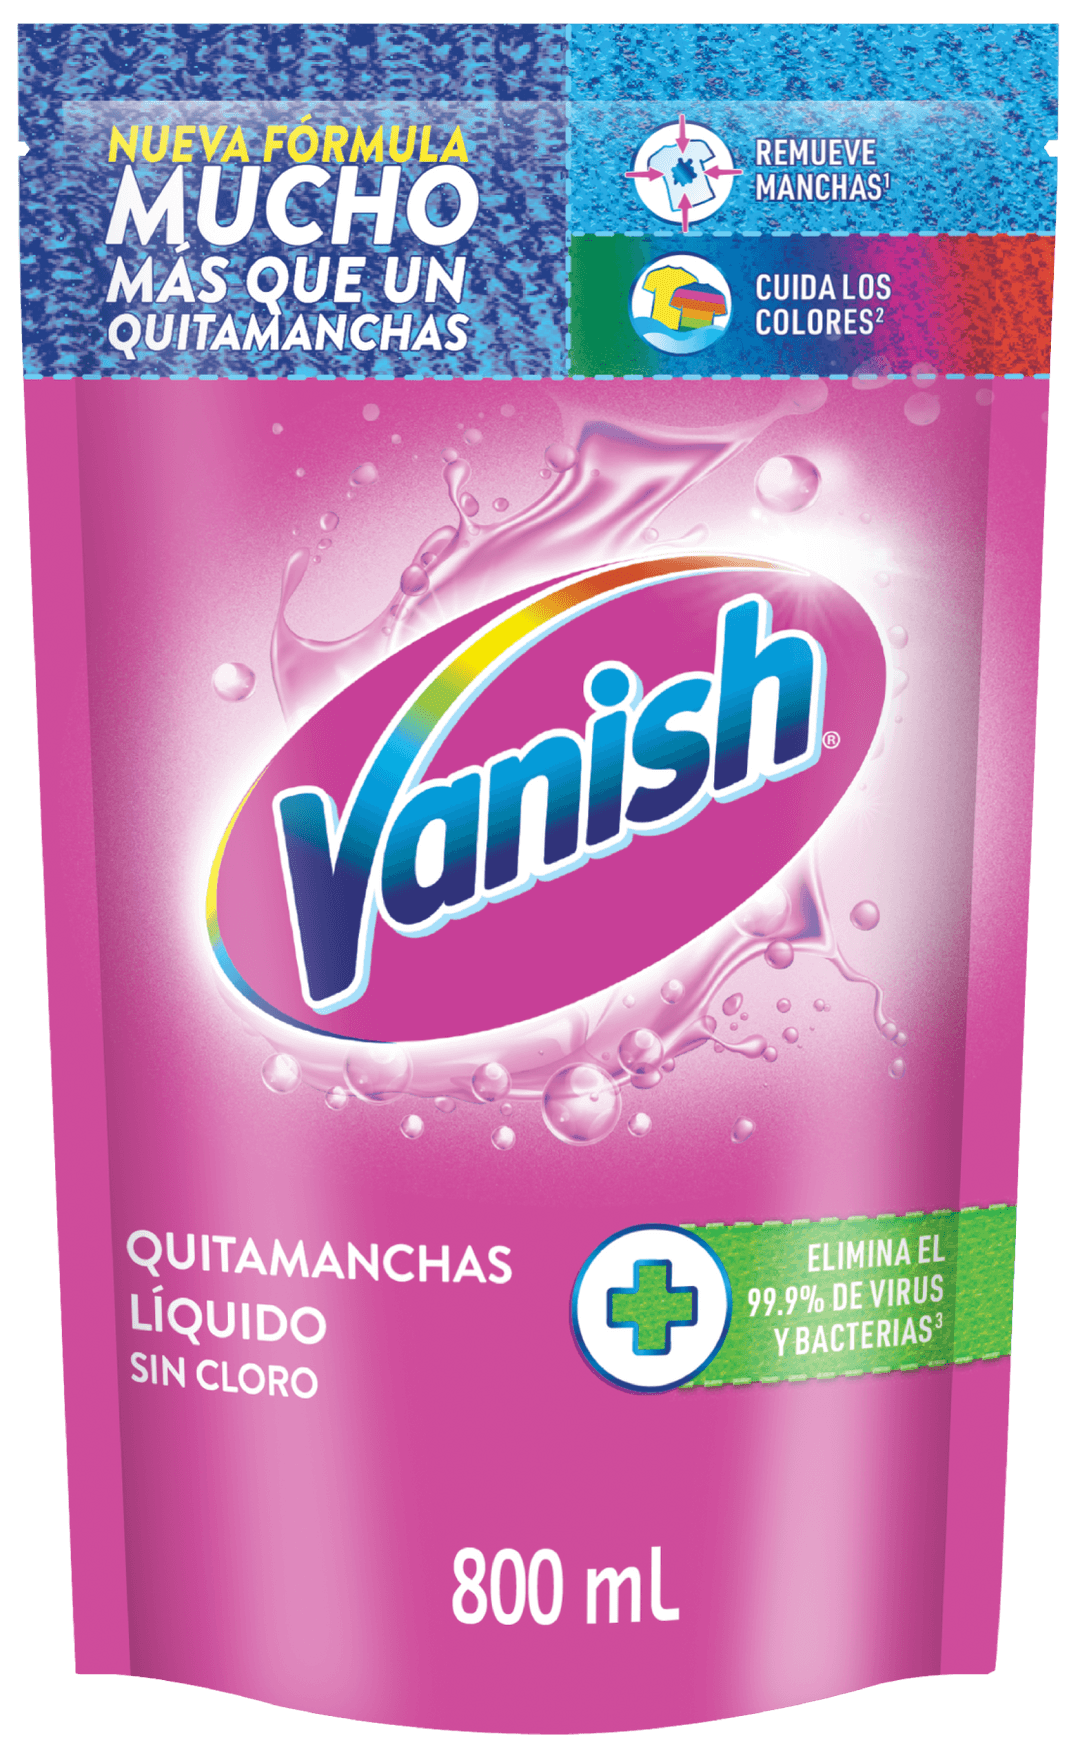 NUEVA FÓRMULA
MUCHO
MÁS QUE UN
QUITAMANCHAS
REMUEVE
MANCHAS¹
CUIDA LOS
COLORES²
Vanish®
QUITAMANCHAS
LÍQUIDO
SIN CLORO
ELIMINA EL
99.9% DE VIRUS
Y BACTERIAS³
800 mL